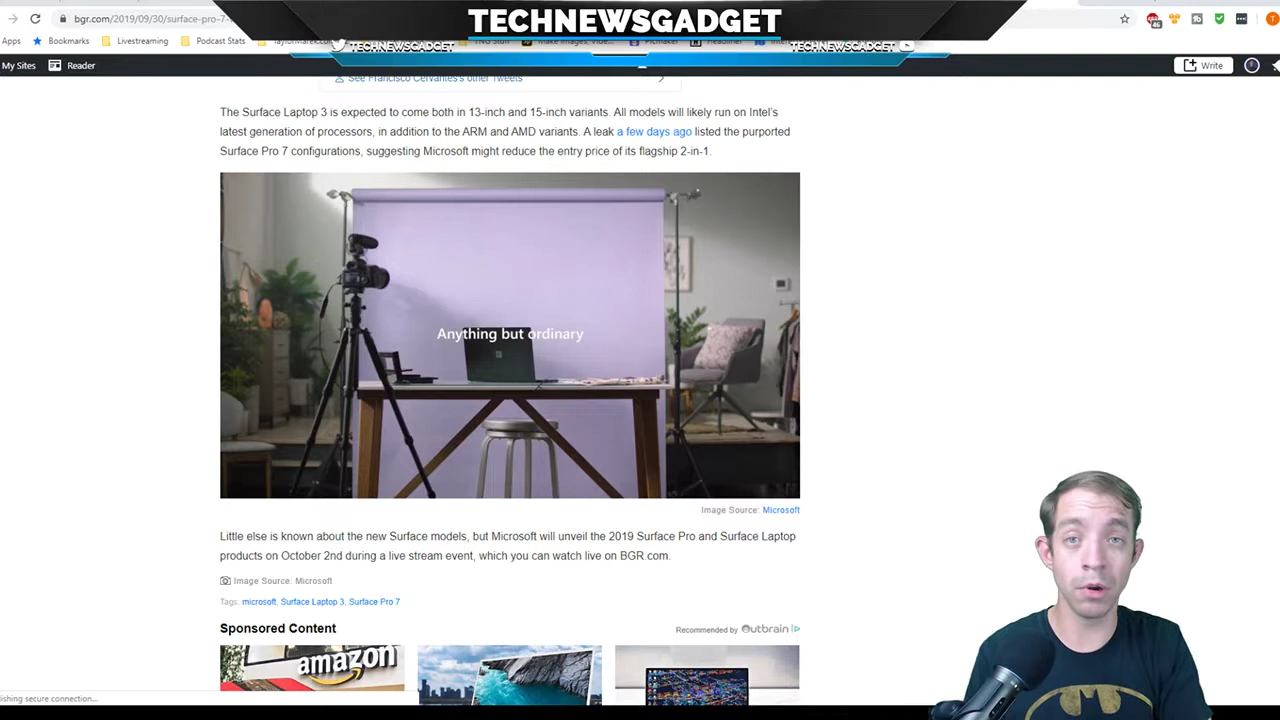 TECHNEWSGADGET
bgr.com/2019/09/30/surface-pro-7-
46
T
Apps Bookmarks Livestreaming Podcast Stats
TECHNEWSGADGET
TECHNEWSGADGET
My Sites Reader
Write
See Francisco Cervantes's other Tweets
The Surface Laptop 3 is expected to come both in 13-inch and 15-inch variants. All models will likely run on Intel's
latest generation of processors, in addition to the ARM and AMD variants. A leak a few days ago listed the purported
Surface Pro 7 configurations, suggesting Microsoft might reduce the entry price of its flagship 2-in-1.
Anything but ordinary
Image Source: Microsoft
Little else is known about the new Surface models, but Microsoft will unveil the 2019 Surface Pro and Surface Laptop
products on October 2nd during a live stream event, which you can watch live on BGR.com.
Image Source: Microsoft
Tags: microsoft, Surface Laptop 3, Surface Pro 7
Sponsored Content
Recommended by Outbrain
amazon
lishing secure connection...